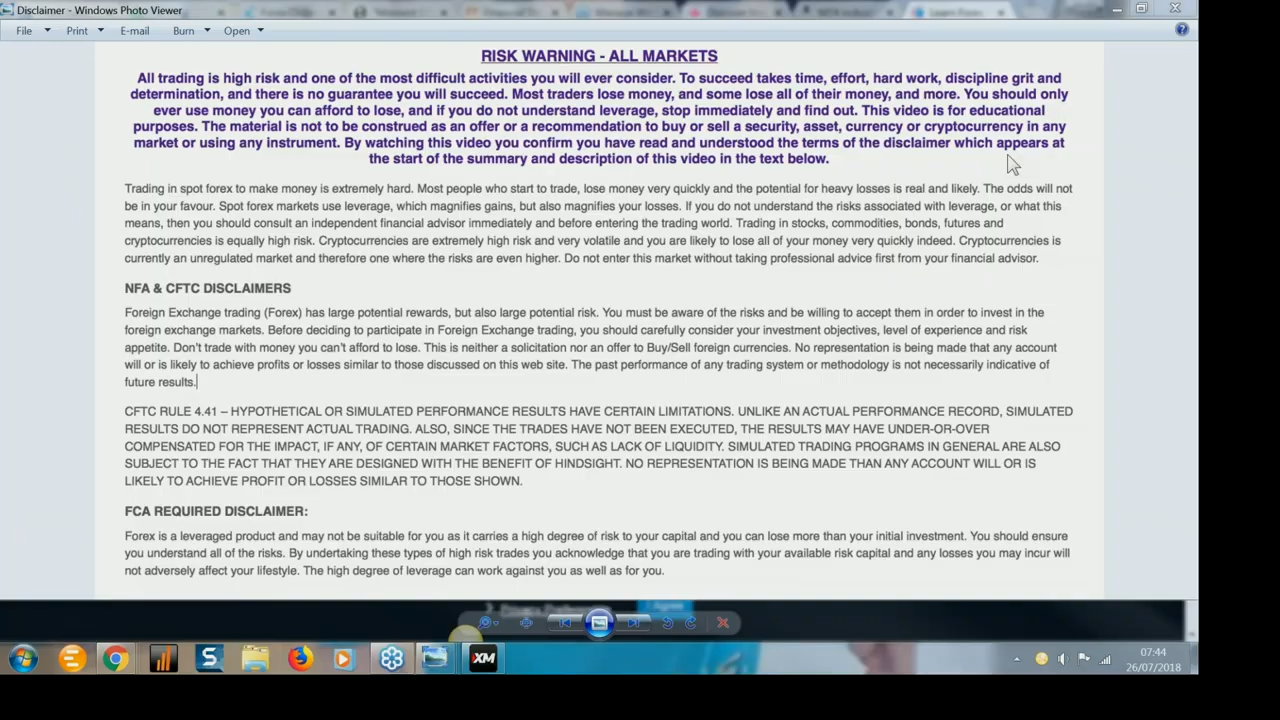 Disclaimer - Windows Photo Viewer
File Print E-mail Burn Open
RISK WARNING - ALL MARKETS
All trading is high risk and one of the most difficult activities you will ever consider. To succeed takes time, effort, hard work, discipline grit and
determination, and there is no guarantee you will succeed. Most traders lose money, and some lose all of their money, and more. You should only
ever use money you can afford to lose, and if you do not understand leverage, stop immediately and find out. This video is for educational
purposes. The material is not to be construed as an offer or a recommendation to buy or sell a security, asset, currency or cryptocurrency in any
market or using any instrument. By watching this video you confirm you have read and understood the terms of the disclaimer which appears at
the start of the summary and description of this video in the text below.
Trading in spot forex to make money is extremely hard. Most people who start to trade, lose money very quickly and the potential for heavy losses is real and likely. The odds will not
be in your favour. Spot forex markets use leverage, which magnifies gains, but also magnifies your losses. If you do not understand the risks associated with leverage, or what this
means, then you should consult an independent financial advisor immediately and before entering the trading world. Trading in stocks, commodities, bonds, futures and
cryptocurrencies is equally high risk. Cryptocurrencies are extremely high risk and very volatile and you are likely to lose all of your money very quickly indeed. Cryptocurrencies is
currently an unregulated market and therefore one where the risks are even higher. Do not enter this market without taking professional advice first from your financial advisor.
NFA & CFTC DISCLAIMERS
Foreign Exchange trading (Forex) has large potential rewards, but also large potential risk. You must be aware of the risks and be willing to accept them in order to invest in the
foreign exchange markets. Before deciding to participate in Foreign Exchange trading, you should carefully consider your investment objectives, level of experience and risk
appetite. Don't trade with money you can't afford to lose. This is neither a solicitation nor an offer to Buy/Sell foreign currencies. No representation is being made that any account
will or is likely to achieve profits or losses similar to those discussed on this web site. The past performance of any trading system or methodology is not necessarily indicative of
future results.
CFTC RULE 4.41 – HYPOTHETICAL OR SIMULATED PERFORMANCE RESULTS HAVE CERTAIN LIMITATIONS. UNLIKE AN ACTUAL PERFORMANCE RECORD, SIMULATED
RESULTS DO NOT REPRESENT ACTUAL TRADING. ALSO, SINCE THE TRADES HAVE NOT BEEN EXECUTED, THE RESULTS MAY HAVE UNDER-OR-OVER
COMPENSATED FOR THE IMPACT, IF ANY, OF CERTAIN MARKET FACTORS, SUCH AS LACK OF LIQUIDITY. SIMULATED TRADING PROGRAMS IN GENERAL ARE ALSO
SUBJECT TO THE FACT THAT THEY ARE DESIGNED WITH THE BENEFIT OF HINDSIGHT. NO REPRESENTATION IS BEING MADE THAN ANY ACCOUNT WILL OR IS
LIKELY TO ACHIEVE PROFIT OR LOSSES SIMILAR TO THOSE SHOWN.
FCA REQUIRED DISCLAIMER:
Forex is a leveraged product and may not be suitable for you as it carries a high degree of risk to your capital and you can lose more than your initial investment. You should ensure
you understand all of the risks. By undertaking these types of high risk trades you acknowledge that you are trading with your available risk capital and any losses you may incur will
not adversely affect your lifestyle. The high degree of leverage can work against you as well as for you.
XM
07:44
26/07/2018